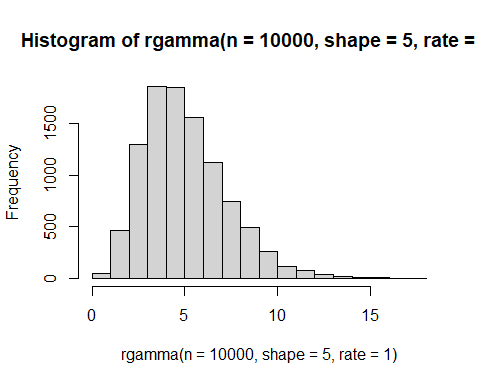 Histogram of rgamma(n = 10000, shape = 5, rate =
Frequency
1500
1000
500
0
0 5 10 15
rgamma(n = 10000, shape = 5, rate = 1)